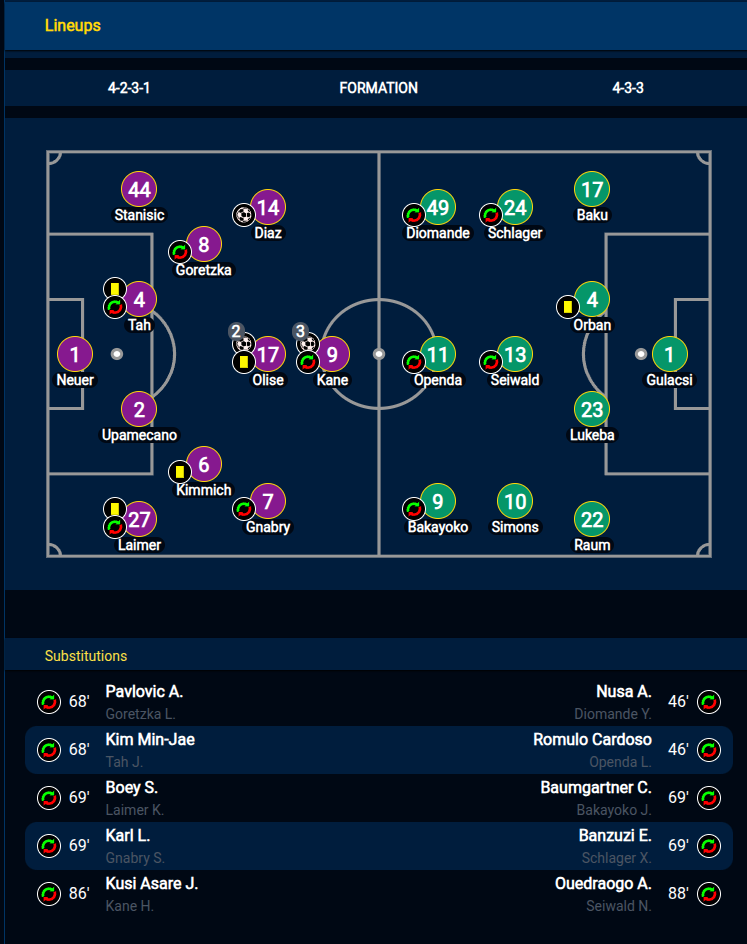 Lineups
4-2-3-1 FORMATION 4-3-3
44
Stanisic
14
Diaz
8
Goretzka
4
Tah
1
Neuer
2
17
Olise
3
9
Kane
2
Upamecano
6
Kimmich
7
Gnabry
27
Laimer
49
Diomande
24
Schlager
17
Baku
4
Orban
11
Openda
13
Seiwald
1
Gulacsi
23
Lukeba
9
Bakayoko
10
Simons
22
Raum
Substitutions
68' Pavlovic A.
Goretzka L.
Nusa A. 46'
Diomande Y.
68' Kim Min-Jae
Tah J.
Romulo Cardoso 46'
Openda L.
69' Boey S.
Laimer K.
Baumgartner C. 69'
Bakayoko J.
69' Karl L.
Gnabry S.
Banzuzi E. 69'
Schlager X.
86' Kusi Asare J.
Kane H.
Ouedraogo A. 88'
Seiwald N.